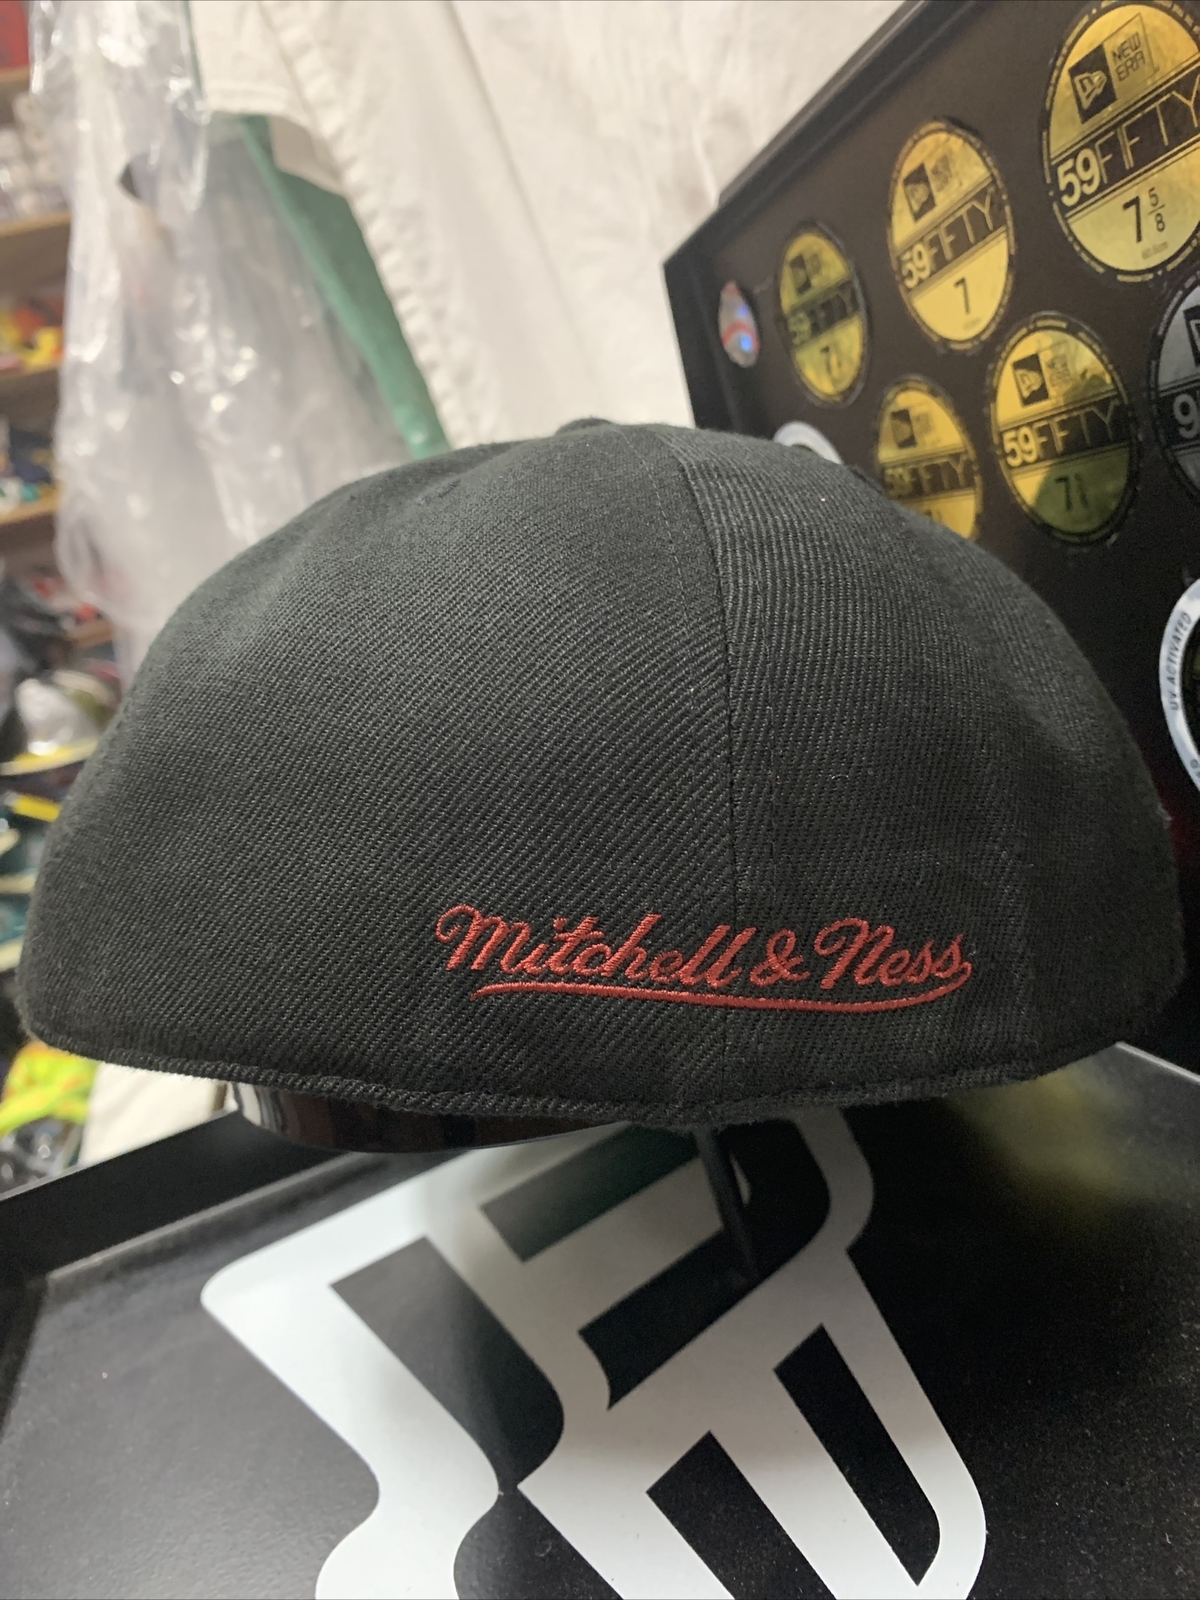 NEW
ERA
59FIFTY
7 5/8
59FIFTY
7
59FIFTY
7
59FIFTY
59FIFTY
7
UV ACTIVATED
Mitchell & Ness